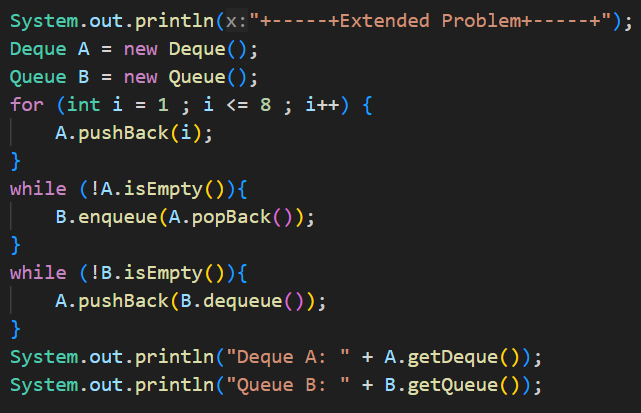 System.out.println(x:"+-----+Extended Problem+-----+");
Deque A = new Deque();
Queue B = new Queue();
for (int i = 1 ; i <= 8 ; i++) {
    A.pushBack(i);
}
while (!A.isEmpty()){
    B.enqueue(A.popBack());
}
while (!B.isEmpty()){
    A.pushBack(B.dequeue());
}
System.out.println("Deque A: " + A.getDeque());
System.out.println("Queue B: " + B.getQueue());